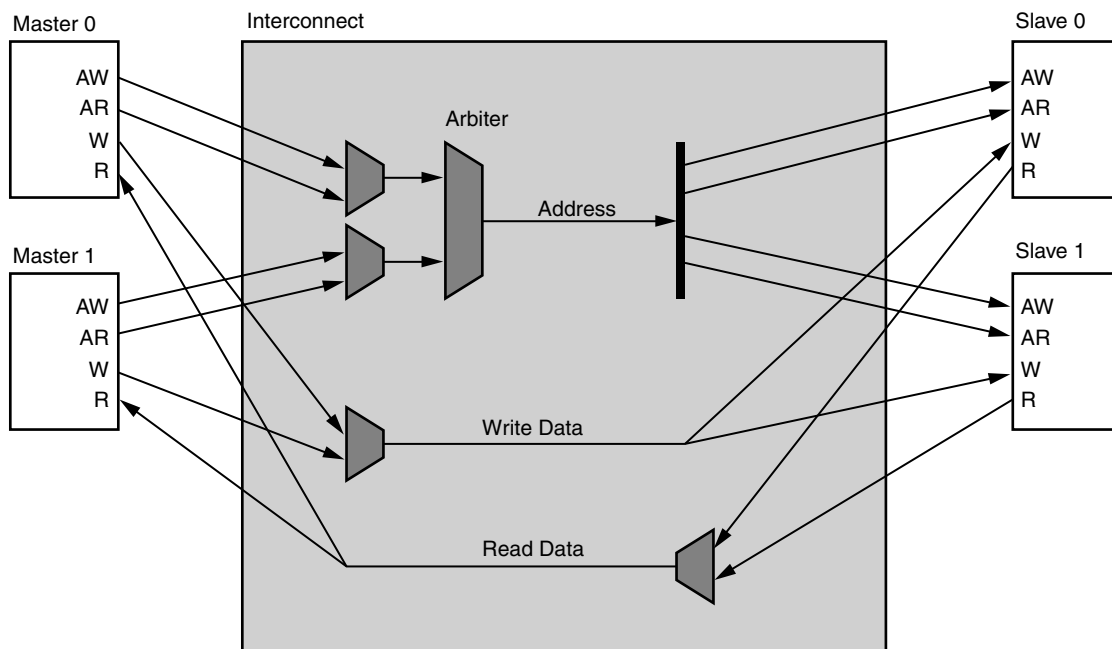 Master 0
Interconnect
Slave 0
AW
AR
W
R
Arbiter
AW
AR
W
R
Address
Master 1
Slave 1
AW
AR
W
R
AW
AR
W
R
Write Data
Read Data